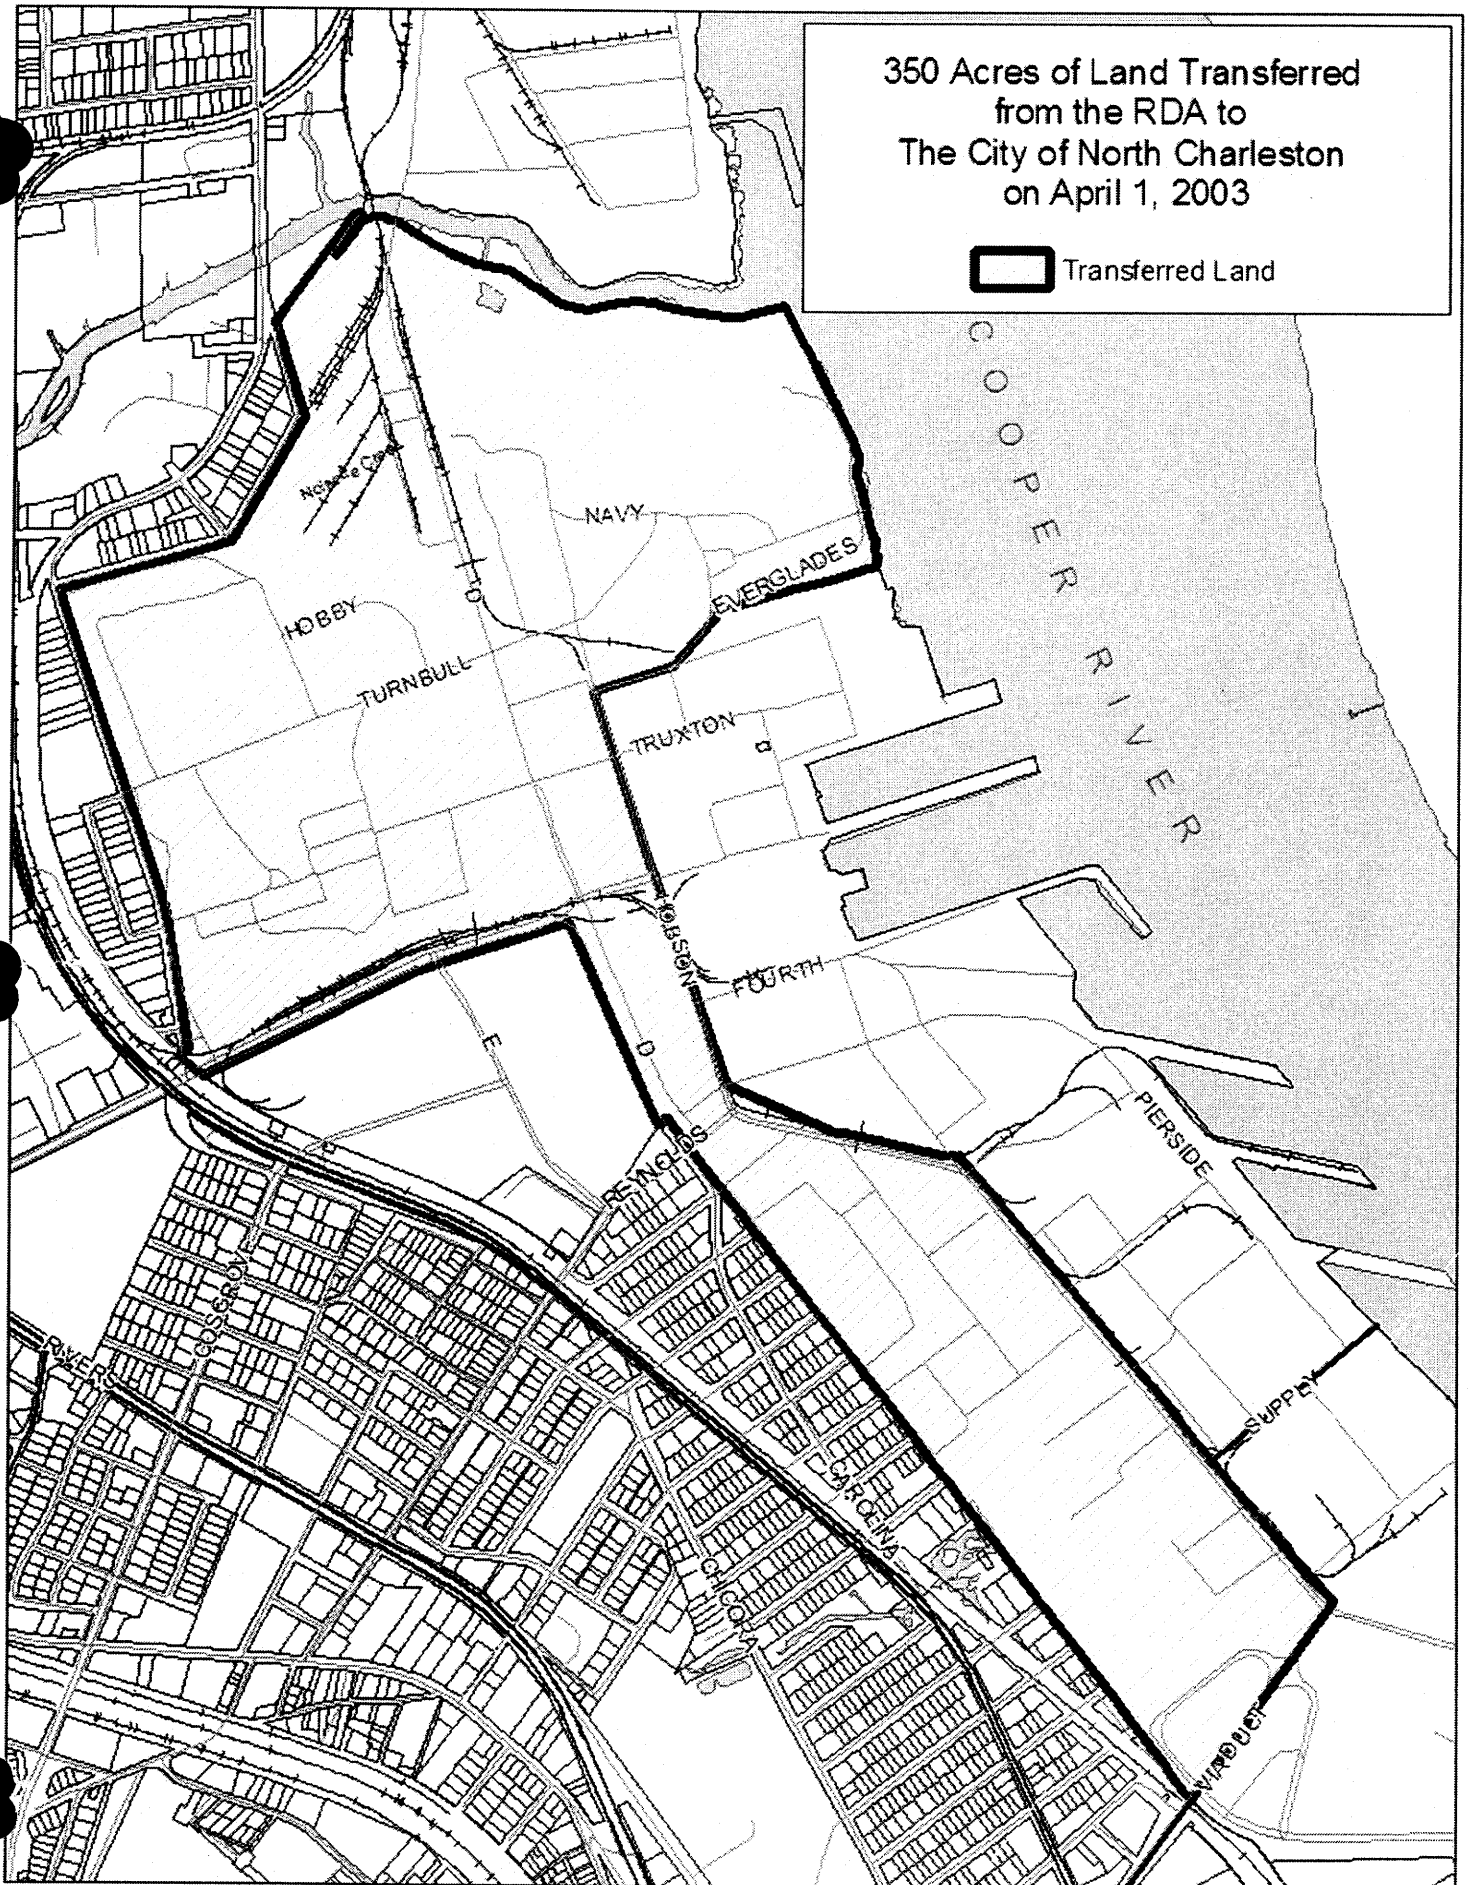 350 Acres of Land Transferred
from the RDA to
The City of North Charleston
on April 1, 2003
Transferred Land
COOPER RIVER
NAVY
EVERGLADES
HOBBY
D
TURNBULL
TRUXTON
HOBSON
FOURTH
E
D
PIERSIDE
REYNOLDS
COSGROVE
RIVERS
SUPPLY
CAROLINA
CHICORA
VIADUCT